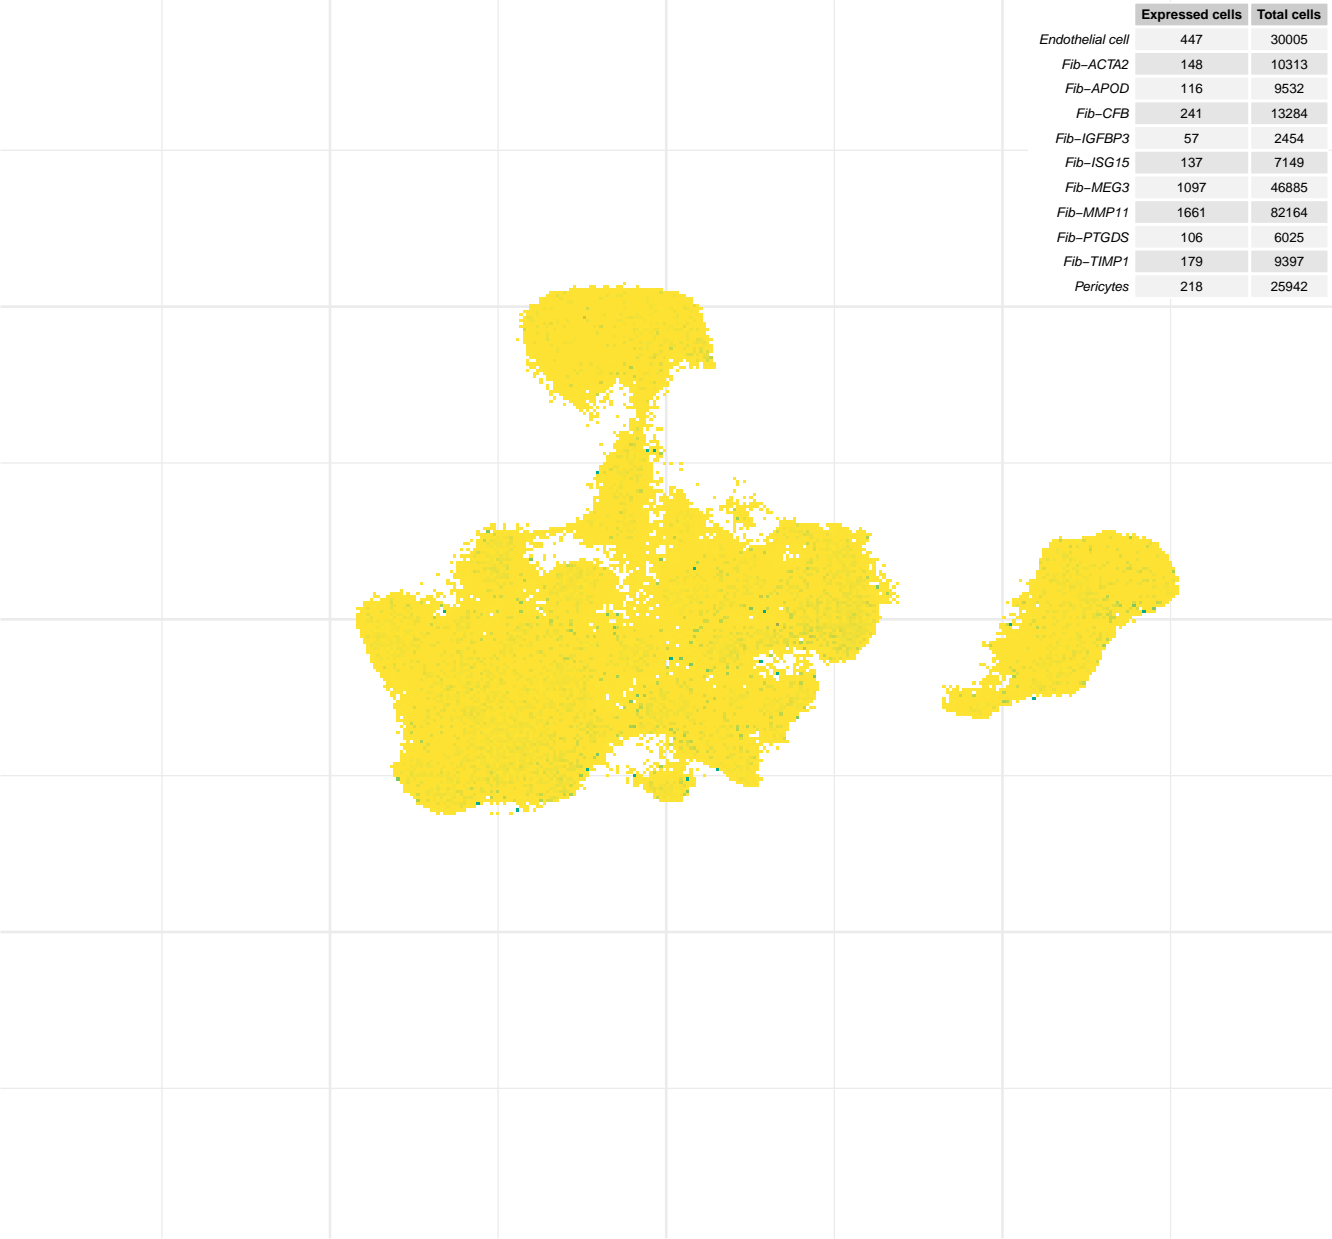 Expressed cells Total cells
Endothelial cell 447 30005
Fib−ACTA2 148 10313
Fib−APOD 116 9532
Fib−CFB 241 13284
Fib−IGFBP3 57 2454
Fib−ISG15 137 7149
Fib−MEG3 1097 46885
Fib−MMP11 1661 82164
Fib−PTGDS 106 6025
Fib−TIMP1 179 9397
Pericytes 218 25942